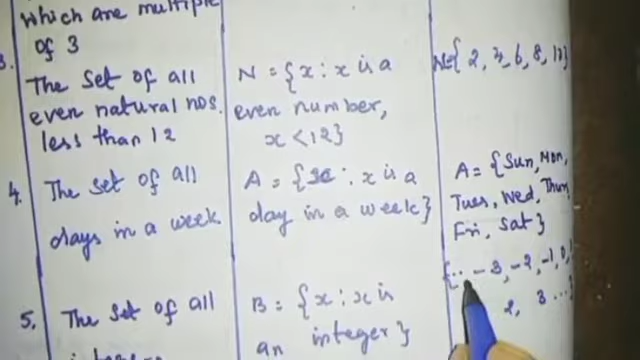 which are multiple
of 3
3.
The set of all
even natural nos.
less than 12
N = {x : x is a
even number,
x < 12}
N = { 2, 4, 6, 8, 10}
4.
The set of all
days in a week
A = {x : x is a
day in a week}
A = {Sun, Mon,
Tues, Wed, Thurs,
Fri, Sat}
5.
The set of all
B = {x : x is
an integer}
{... -3, -2, -1, 0, 1
2, 3 ...}